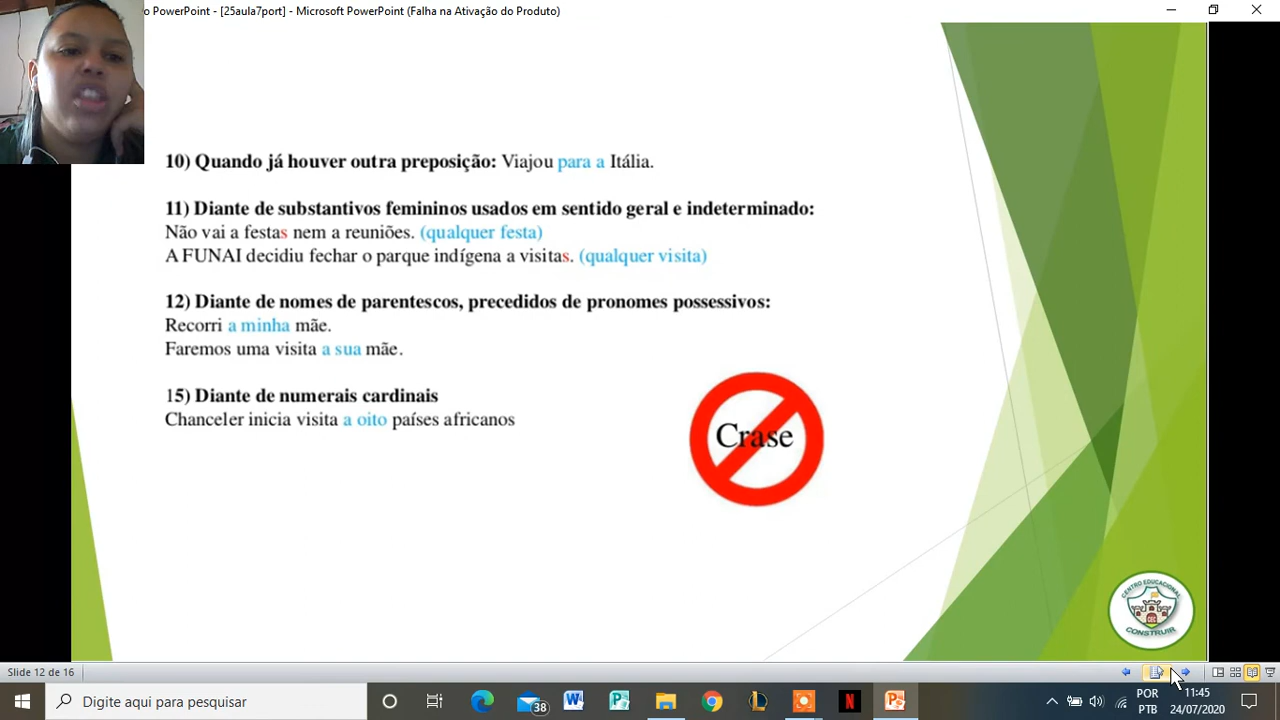 o PowerPoint - [25aula7port] - Microsoft PowerPoint (Falha na Ativação do Produto)
10) Quando já houver outra preposição: Viajou para a Itália.
11) Diante de substantivos femininos usados em sentido geral e indeterminado:
Não vai a festas nem a reuniões. (qualquer festa)
A FUNAI decidiu fechar o parque indígena a visitas. (qualquer visita)
12) Diante de nomes de parentescos, precedidos de pronomes possessivos:
Recorri a minha mãe.
Faremos uma visita a sua mãe.
15) Diante de numerais cardinais
Chanceler inicia visita a oito países africanos
Crase
CENTRO EDUCACIONAL
CEC
CONSTRUIR
Slide 12 de 16
Digite aqui para pesquisar
38
POR
PTB
11:45
24/07/2020